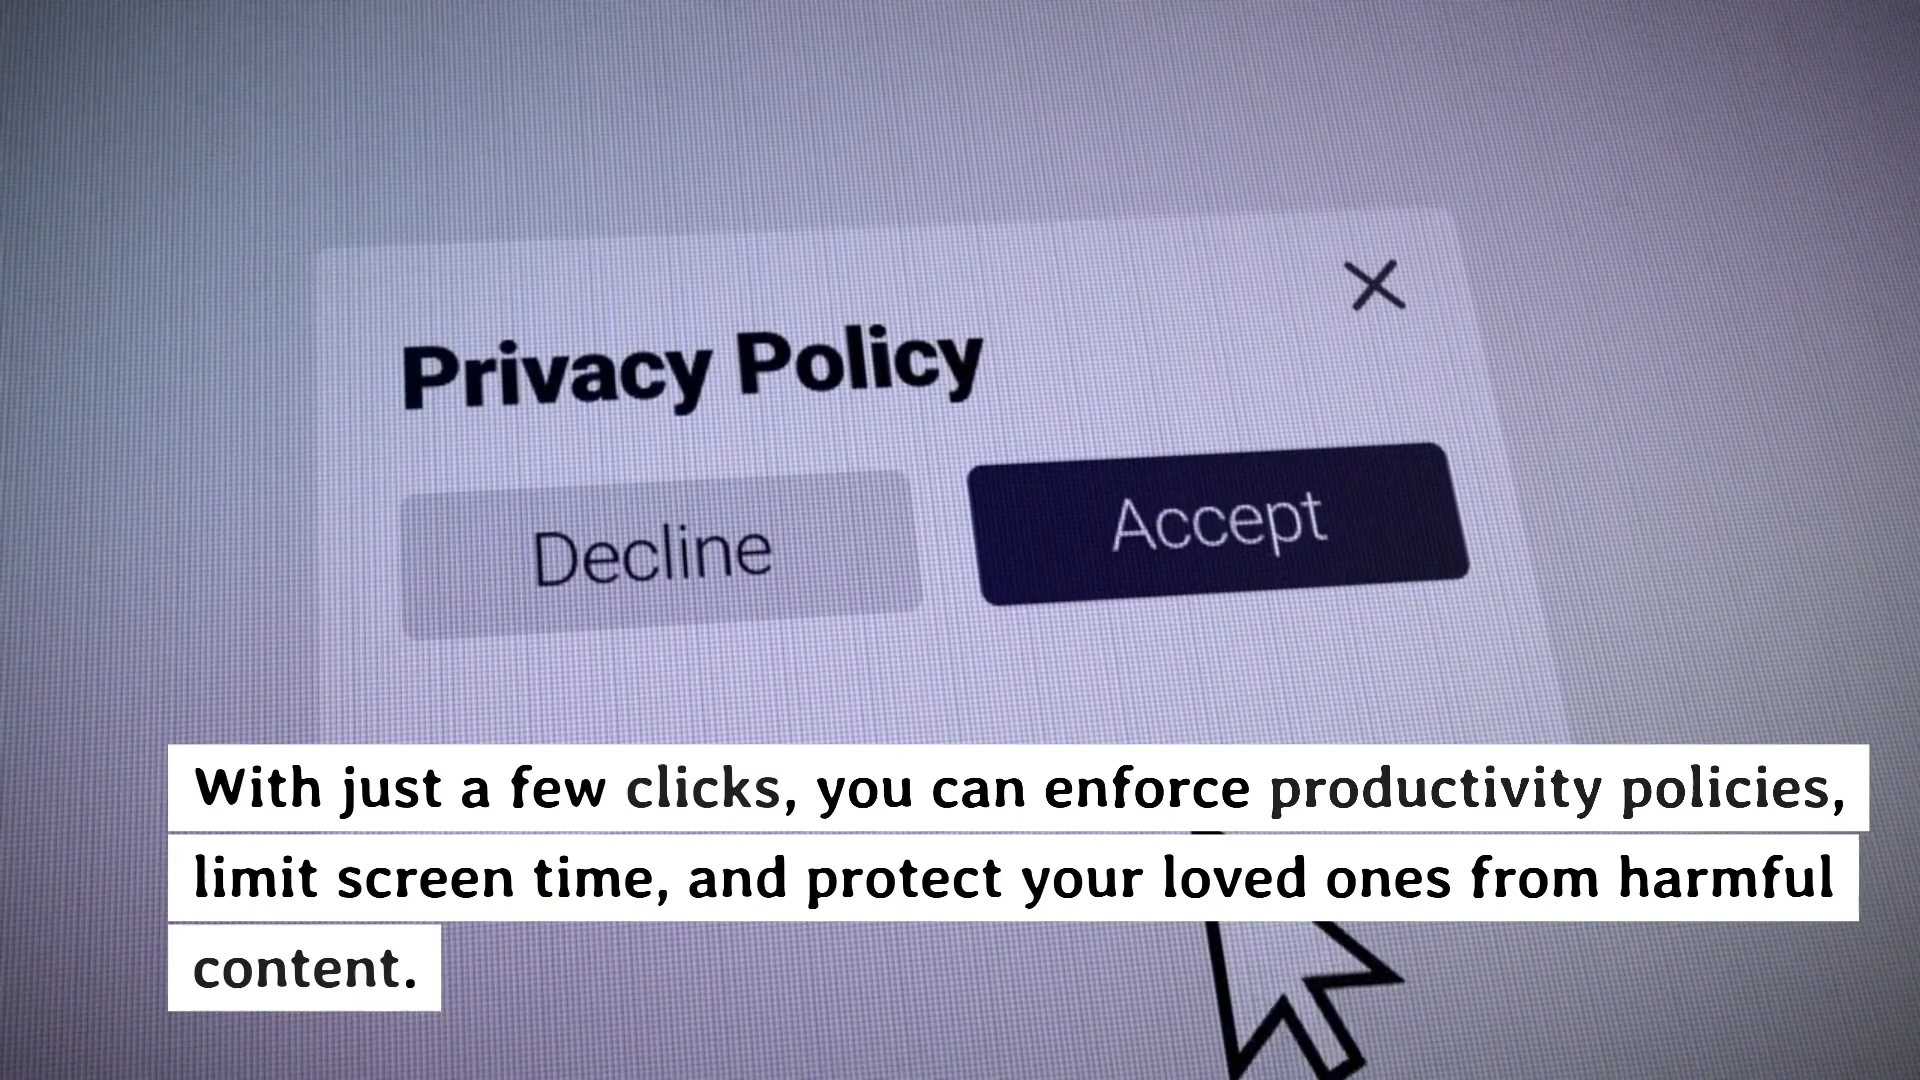 Privacy Policy
Decline
Accept
With just a few clicks, you can enforce productivity policies,
limit screen time, and protect your loved ones from harmful
content.